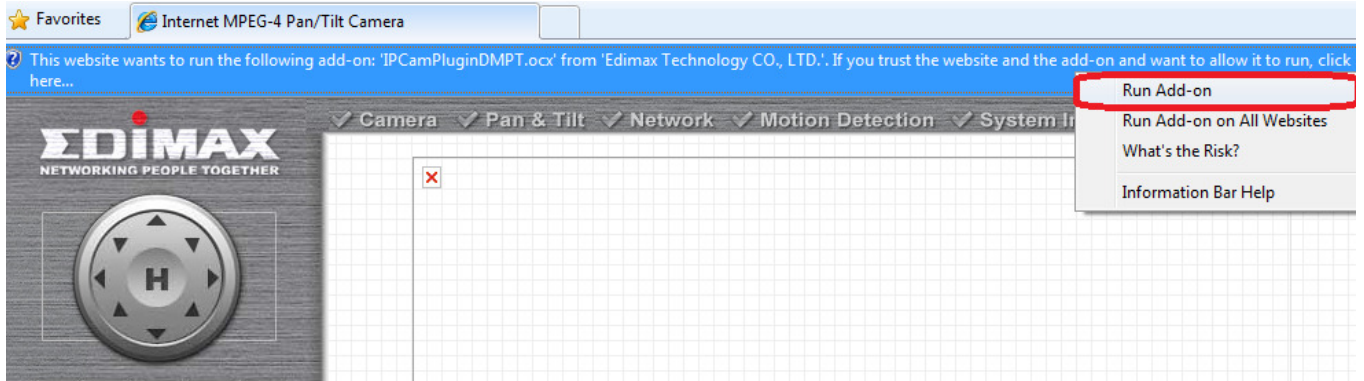 Favorites
Internet MPEG-4 Pan/Tilt Camera
This website wants to run the following add-on: 'IPCamPluginDMPT.ocx' from 'Edimax Technology CO., LTD.'. If you trust the website and the add-on and want to allow it to run, click
here...
Run Add-on
Run Add-on on All Websites
What's the Risk?
Information Bar Help
Camera Pan & Tilt Network Motion Detection System
EDIMAX
NETWORKING PEOPLE TOGETHER
H